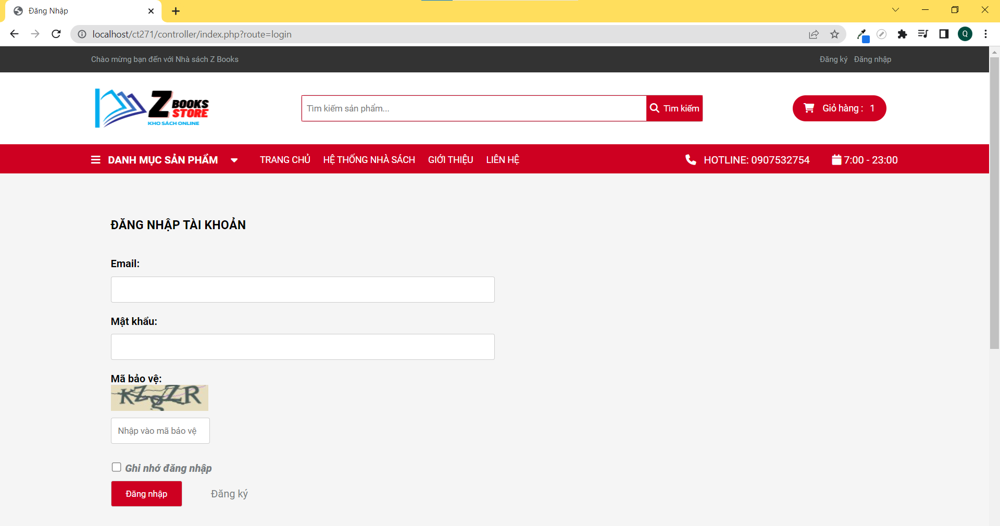 Đăng Nhập
localhost/ct271/controller/index.php?route=login
Q
Chào mừng bạn đến với Nhà sách Z Books
Đăng ký Đăng nhập
Z BOOKS STORE
KHO SÁCH ONLINE
Tìm kiếm sản phẩm...
Tìm kiếm
Giỏ hàng : 1
DANH MỤC SẢN PHẨM
TRANG CHỦ HỆ THỐNG NHÀ SÁCH GIỚI THIỆU LIÊN HỆ
HOTLINE: 0907532754
7:00 - 23:00
ĐĂNG NHẬP TÀI KHOẢN
Email:
Mật khẩu:
Mã bảo vệ:
KZgZR
Nhập vào mã bảo vệ
Ghi nhớ đăng nhập
Đăng nhập
Đăng ký